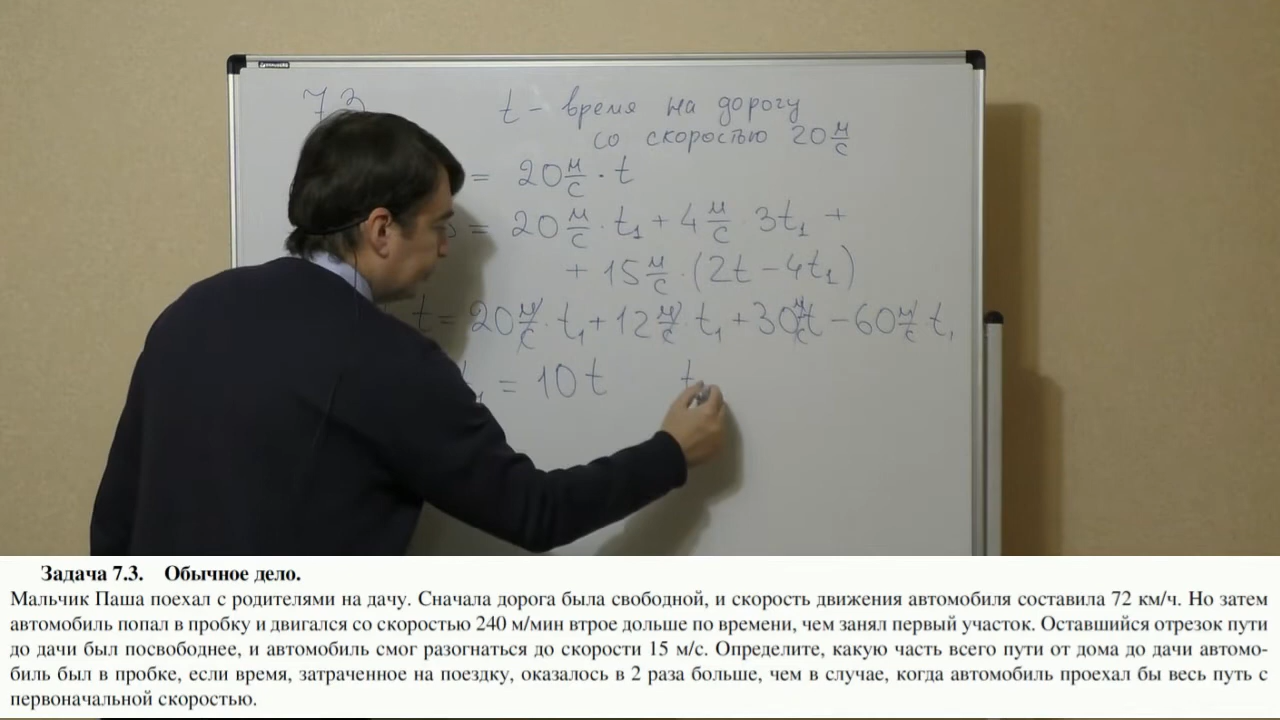 7.3
t – время на дорогу
со скоростью 20 м/с
= 20 м/с · t
s = 20 м/с · t₁ + 4 м/с · 3t₁ +
+ 15 м/с · (2t – 4t₁)
t = 20 м/с · t₁ + 12 м/с · t₁ + 30 м/с t – 60 м/с t₁
t₁ = 10t t
Задача 7.3. Обычное дело.
Мальчик Паша поехал с родителями на дачу. Сначала дорога была свободной, и скорость движения автомобиля составила 72 км/ч. Но затем
автомобиль попал в пробку и двигался со скоростью 240 м/мин втрое дольше по времени, чем занял первый участок. Оставшийся отрезок пути
до дачи был посвободнее, и автомобиль смог разогнаться до скорости 15 м/с. Определите, какую часть всего пути от дома до дачи автомо-
биль был в пробке, если время, затраченное на поездку, оказалось в 2 раза больше, чем в случае, когда автомобиль проехал бы весь путь с
первоначальной скоростью.